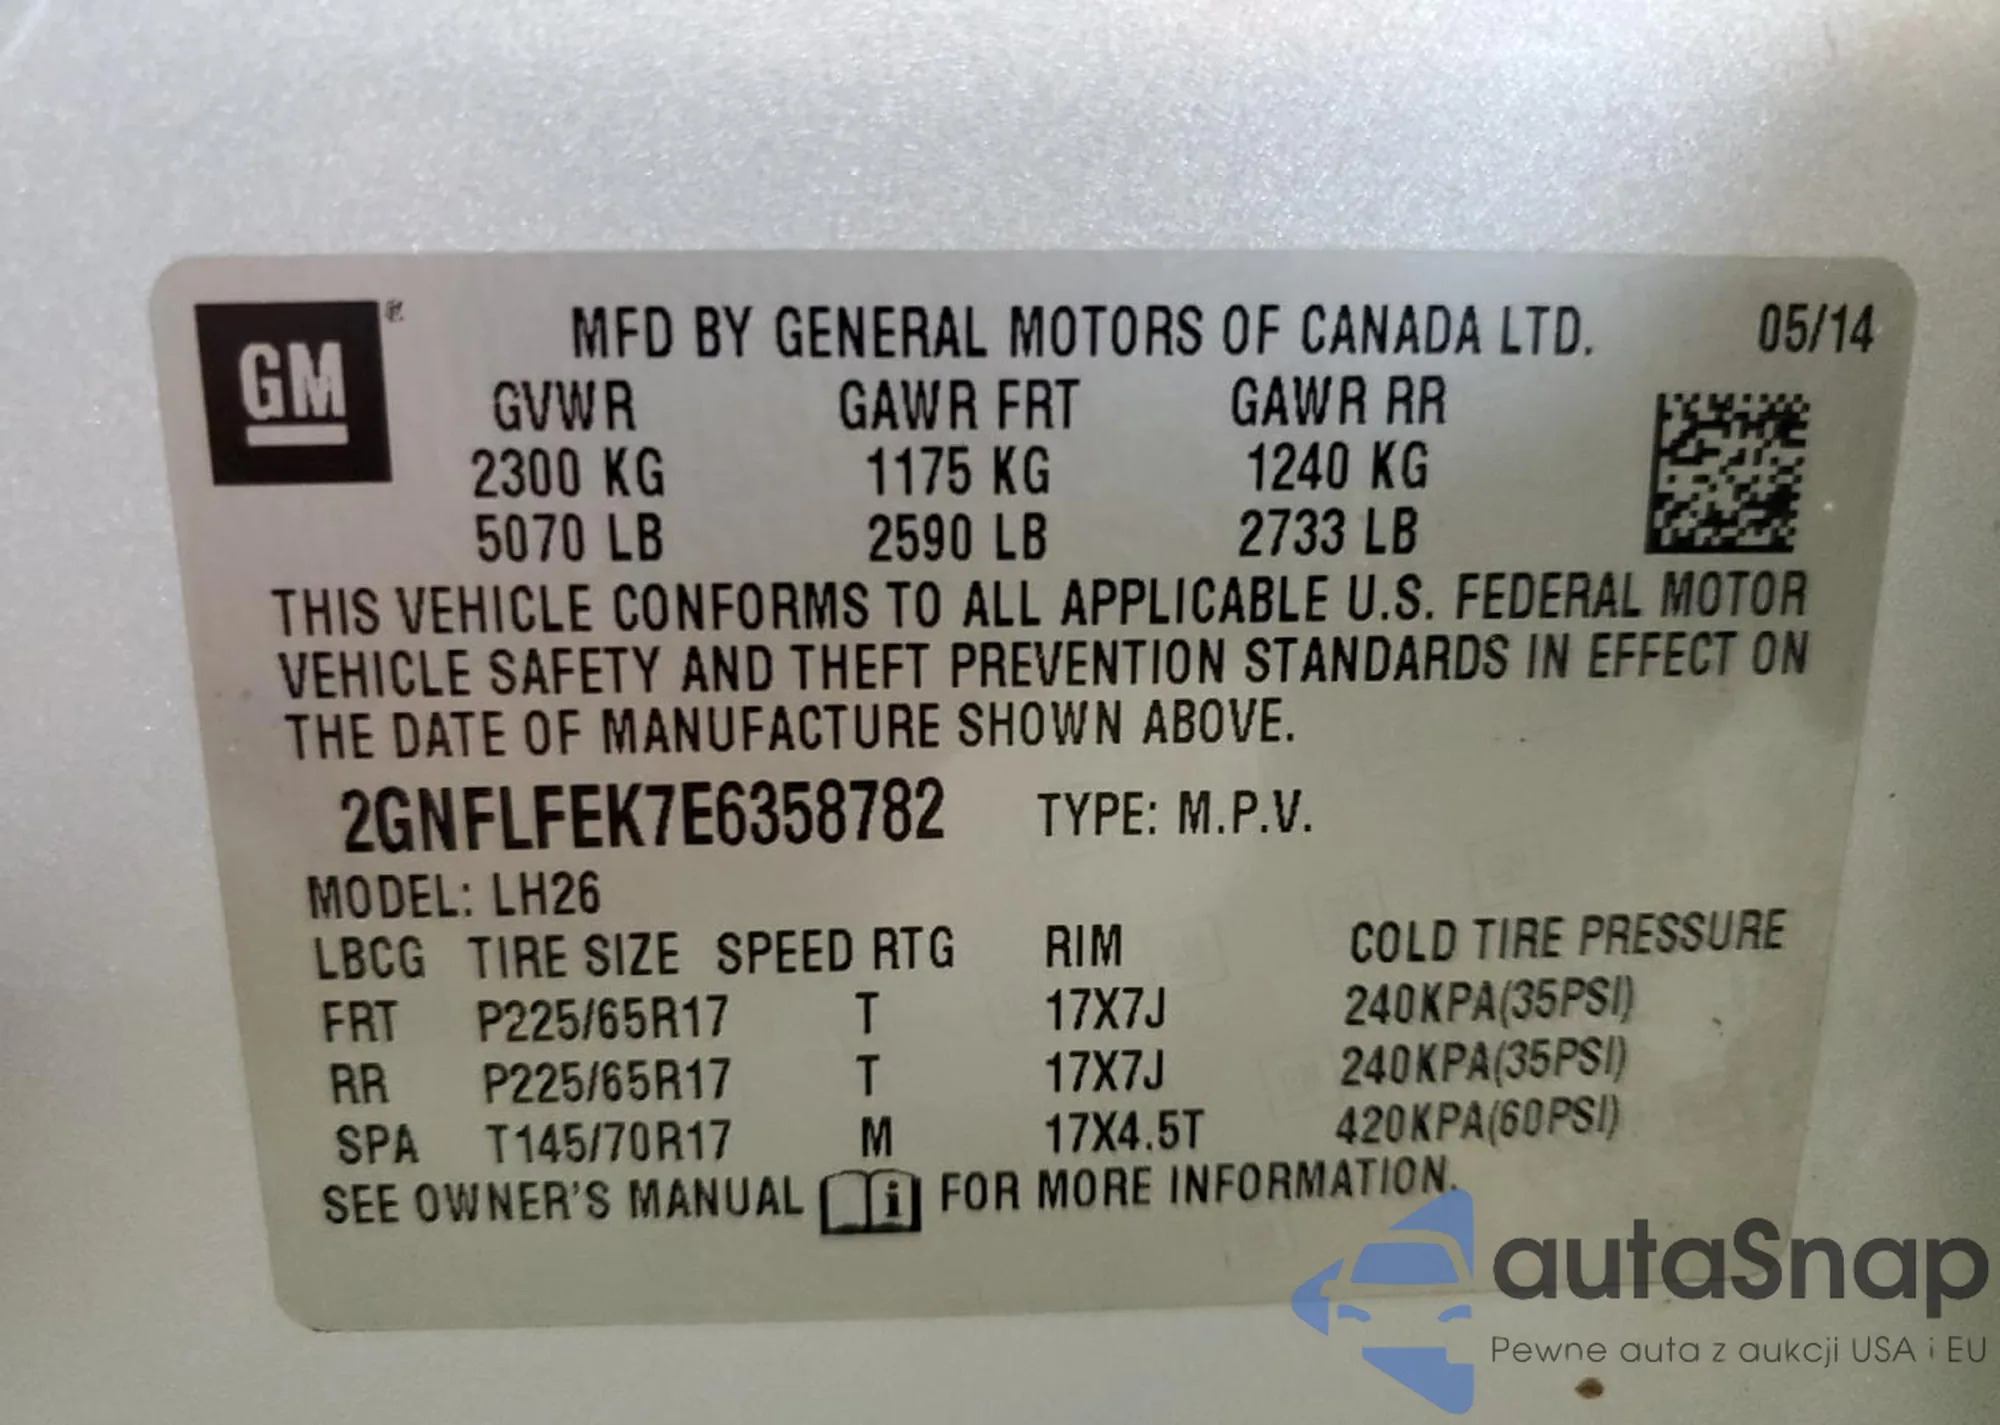 GM
MFD BY GENERAL MOTORS OF CANADA LTD. 05/14
GVWR GAWR FRT GAWR RR
2300 KG 1175 KG 1240 KG
5070 LB 2590 LB 2733 LB
THIS VEHICLE CONFORMS TO ALL APPLICABLE U.S. FEDERAL MOTOR
VEHICLE SAFETY AND THEFT PREVENTION STANDARDS IN EFFECT ON
THE DATE OF MANUFACTURE SHOWN ABOVE.
2GNFLFEK7E6358782 TYPE: M.P.V.
MODEL: LH26
LBCG TIRE SIZE SPEED RTG RIM COLD TIRE PRESSURE
FRT P225/65R17 T 17X7J 240KPA(35PSI)
RR P225/65R17 T 17X7J 240KPA(35PSI)
SPA T145/70R17 M 17X4.5T 420KPA(60PSI)
SEE OWNER'S MANUAL i FOR MORE INFORMATION.
autaSnap
Pewne auta z aukcji USA i EU